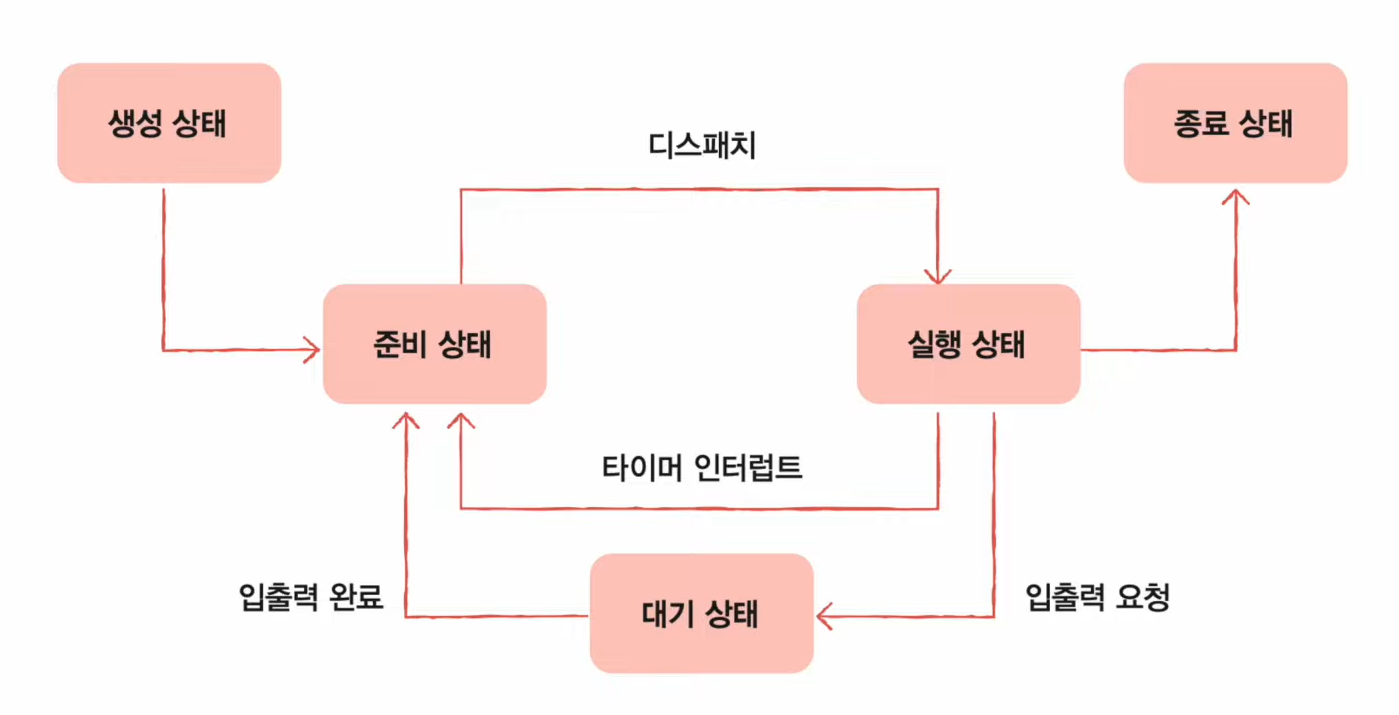 생성 상태
종료 상태
디스패치
준비 상태
실행 상태
타이머 인터럽트
입출력 완료
대기 상태
입출력 요청